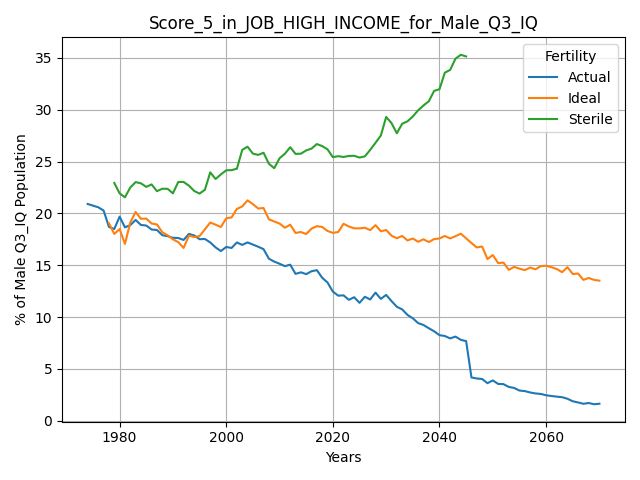 Score_5_in_JOB_HIGH_INCOME_for_Male_Q3_IQ
Fertility
Actual
Ideal
Sterile
% of Male Q3_IQ Population
35
30
25
20
15
10
5
0
1980 2000 2020 2040 2060
Years